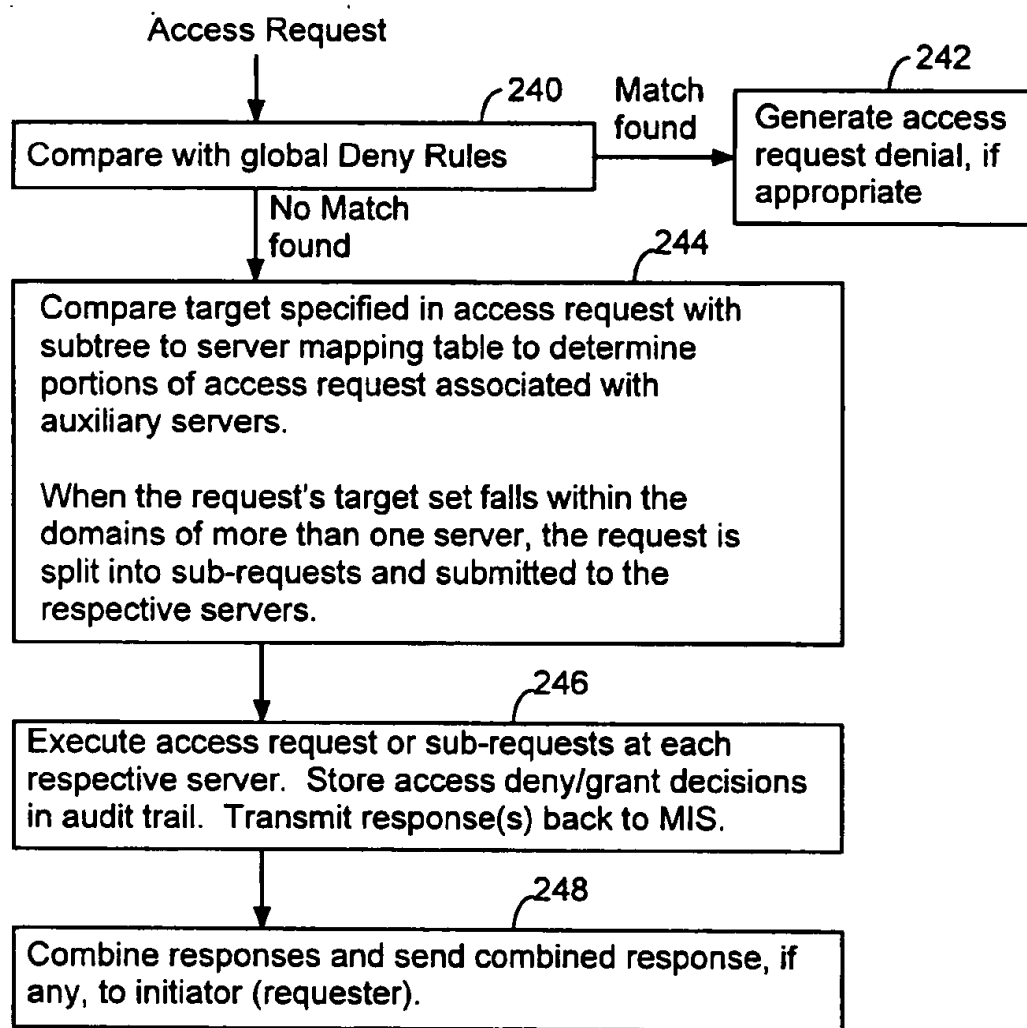 Access Request
240
Match
found
242
Compare with global Deny Rules
Generate access
request denial, if
appropriate
No Match
found
244
Compare target specified in access request with
subtree to server mapping table to determine
portions of access request associated with
auxiliary servers.
When the request's target set falls within the
domains of more than one server, the request is
split into sub-requests and submitted to the
respective servers.
246
Execute access request or sub-requests at each
respective server. Store access deny/grant decisions
in audit trail. Transmit response(s) back to MIS.
248
Combine responses and send combined response, if
any, to initiator (requester).